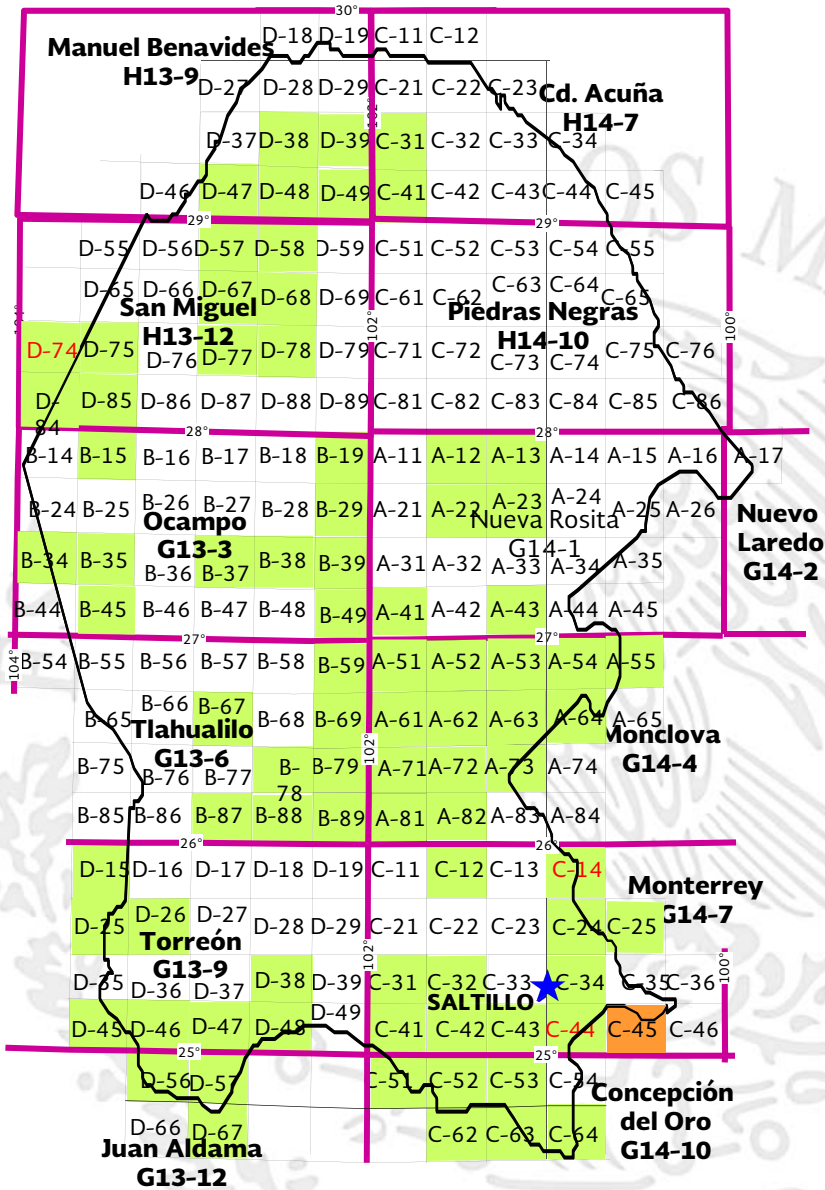 30°
D-18 D-19 C-11 C-12
Manuel Benavides
H13-9
D-27 D-28 D-29 C-21 C-22 C-23
Cd. Acuña
H14-7
102°
D-37 D-38 D-39 C-31 C-32 C-33 C-34
D-46 D-47 D-48 D-49 C-41 C-42 C-43 C-44 C-45
29° 29°
D-55 D-56 D-57 D-58 D-59 C-51 C-52 C-53 C-54 C-55
D-65 D-66 D-67 D-68 D-69 C-61 C-62 C-63 C-64 C-65
San Miguel
H13-12
Piedras Negras
H14-10
104° 102° 100°
D-74 D-75 D-76 D-77 D-78 D-79 C-71 C-72 C-73 C-74 C-75 C-76
D-84 D-85 D-86 D-87 D-88 D-89 C-81 C-82 C-83 C-84 C-85 C-86
28° 28°
B-14 B-15 B-16 B-17 B-18 B-19 A-11 A-12 A-13 A-14 A-15 A-16 A-17
B-24 B-25 B-26 B-27 B-28 B-29 A-21 A-22 A-23 A-24 A-25 A-26
Ocampo
G13-3
Nueva Rosita
G14-1
Nuevo
Laredo
G14-2
B-34 B-35 B-36 B-37 B-38 B-39 A-31 A-32 A-33 A-34 A-35
B-44 B-45 B-46 B-47 B-48 B-49 A-41 A-42 A-43 A-44 A-45
27° 27°
104°
B-54 B-55 B-56 B-57 B-58 B-59 A-51 A-52 A-53 A-54 A-55
B-65 B-66 B-67 B-68 B-69 A-61 A-62 A-63 A-64 A-65
Tlahualilo
G13-6
Monclova
G14-4
102°
B-75 B-76 B-77 B-78 B-79 A-71 A-72 A-73 A-74
B-85 B-86 B-87 B-88 B-89 A-81 A-82 A-83 A-84
26° 26°
D-15 D-16 D-17 D-18 D-19 C-11 C-12 C-13 C-14
Monterrey
G14-7
D-25 D-26 D-27 D-28 D-29 C-21 C-22 C-23 C-24 C-25
Torreón
G13-9
102° 100°
D-35 D-36 D-37 D-38 D-39 C-31 C-32 C-33 C-34 C-35 C-36
SALTILLO
D-45 D-46 D-47 D-48 D-49 C-41 C-42 C-43 C-44 C-45 C-46
25° 25°
D-56 D-57 C-51 C-52 C-53 C-54
Concepción
del Oro
G14-10
D-66 D-67 C-62 C-63 C-64
Juan Aldama
G13-12